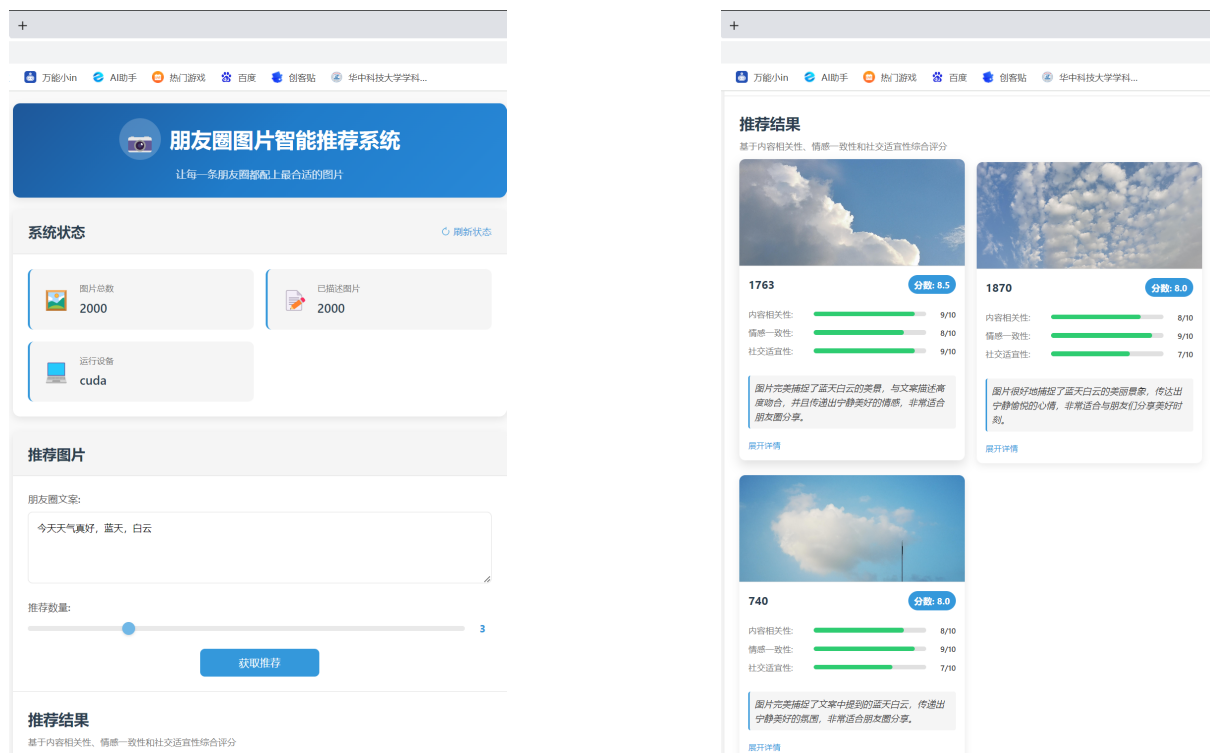 +
万能小in AI助手 热门游戏 百度 创客贴 华中科技大学学科...
朋友圈图片智能推荐系统
让每一条朋友圈都配上最合适的图片
系统状态
刷新状态
图片总数
2000
已描述图片
2000
运行设备
cuda
推荐图片
朋友圈文案:
今天天气真好，蓝天，白云
推荐数量:
3
获取推荐
推荐结果
基于内容相关性、情感一致性和社交适宜性综合评分
+
万能小in AI助手 热门游戏 百度 创客贴 华中科技大学学科...
推荐结果
基于内容相关性、情感一致性和社交适宜性综合评分
1763
分数: 8.5
内容相关性: 9/10
情感一致性: 8/10
社交适宜性: 9/10
图片完美捕捉了蓝天白云的美景，与文案描述高
度吻合，并且传递出宁静美好的情感，非常适合
朋友圈分享。
展开详情
1870
分数: 8.0
内容相关性: 8/10
情感一致性: 9/10
社交适宜性: 7/10
图片很好地捕捉了蓝天白云的美丽景象，传达出
宁静愉悦的心情，非常适合与朋友们分享美好时
刻。
展开详情
740
分数: 8.0
内容相关性: 8/10
情感一致性: 9/10
社交适宜性: 7/10
图片完美捕捉了文案中提到的蓝天白云，传递出
宁静美好的氛围，非常适合朋友圈分享。
展开详情